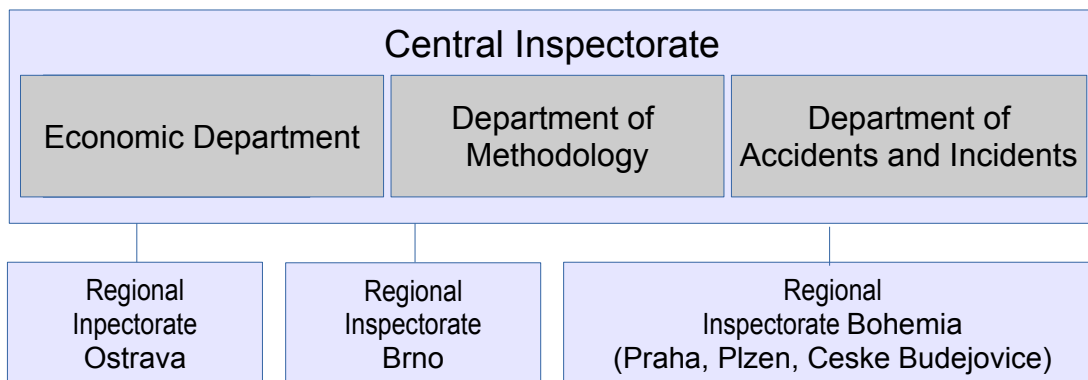 Central Inspectorate
Economic Department
Department of
Methodology
Department of
Accidents and Incidents
Regional
Inpectorate
Ostrava
Regional
Inspectorate
Brno
Regional
Inspectorate Bohemia
(Praha, Plzen, Ceske Budejovice)